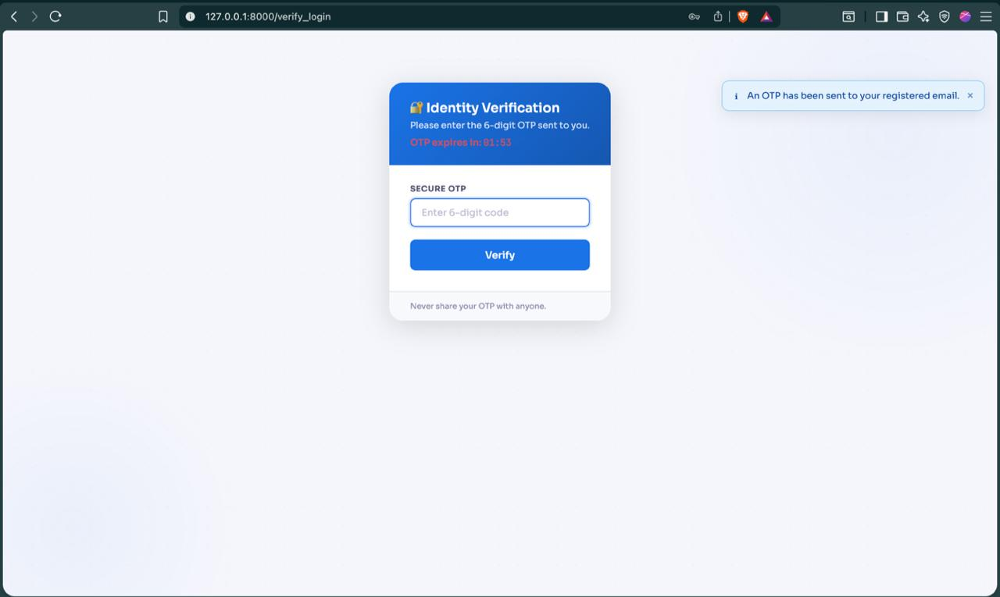 127.0.0.1:8000/verify_login
An OTP has been sent to your registered email. ×
🔐 Identity Verification
Please enter the 6-digit OTP sent to you.
OTP expires in: 01:53
SECURE OTP
Enter 6-digit code
Verify
Never share your OTP with anyone.